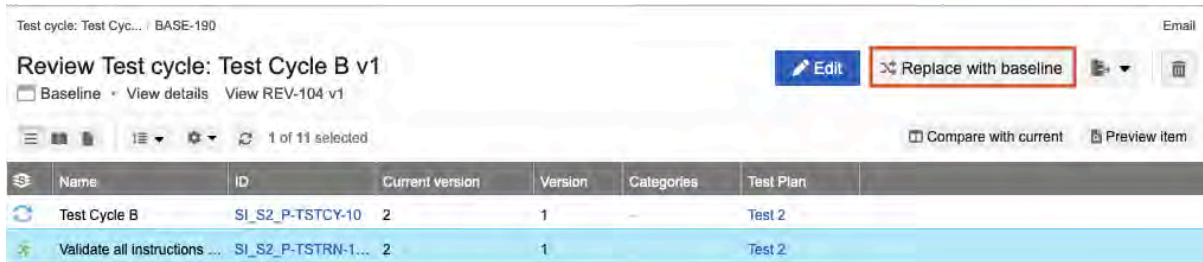 Test cycle: Test Cyc... / BASE-190 Email
Review Test cycle: Test Cycle B v1 Edit Replace with baseline
Baseline • View details View REV-104 v1
1 of 11 selected Compare with current Preview item
Name ID Current version Version Categories Test Plan
Test Cycle B SI_S2_P-TSTCY-10 2 1 - Test 2
Validate all instructions ... SI_S2_P-TSTRN-1... 2 1 Test 2